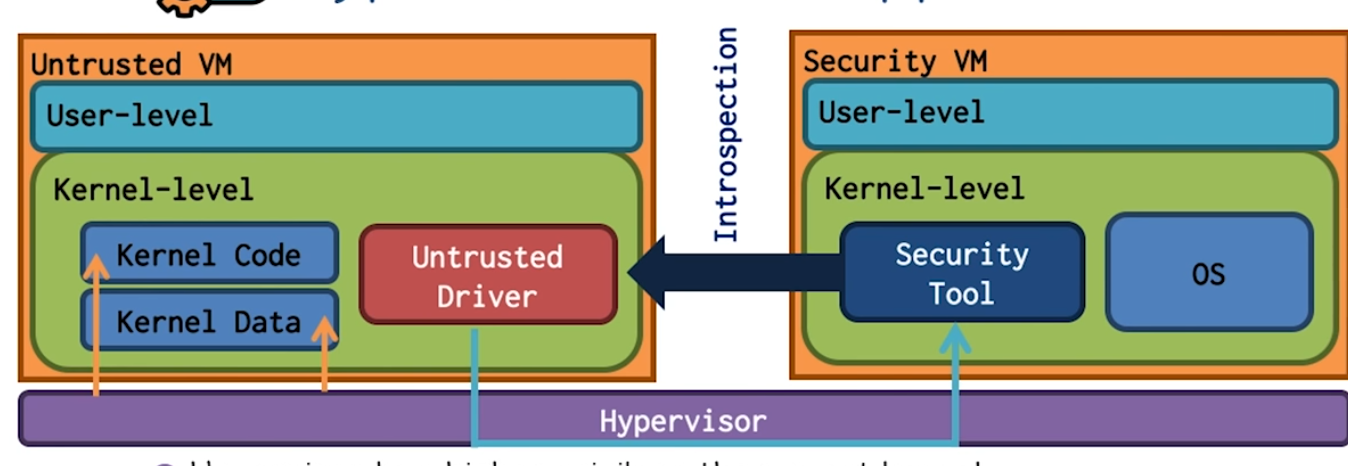 Untrusted VM
User-level
Kernel-level
Kernel Code
Kernel Data
Untrusted
Driver
Introspection
Security VM
User-level
Kernel-level
Security
Tool
OS
Hypervisor